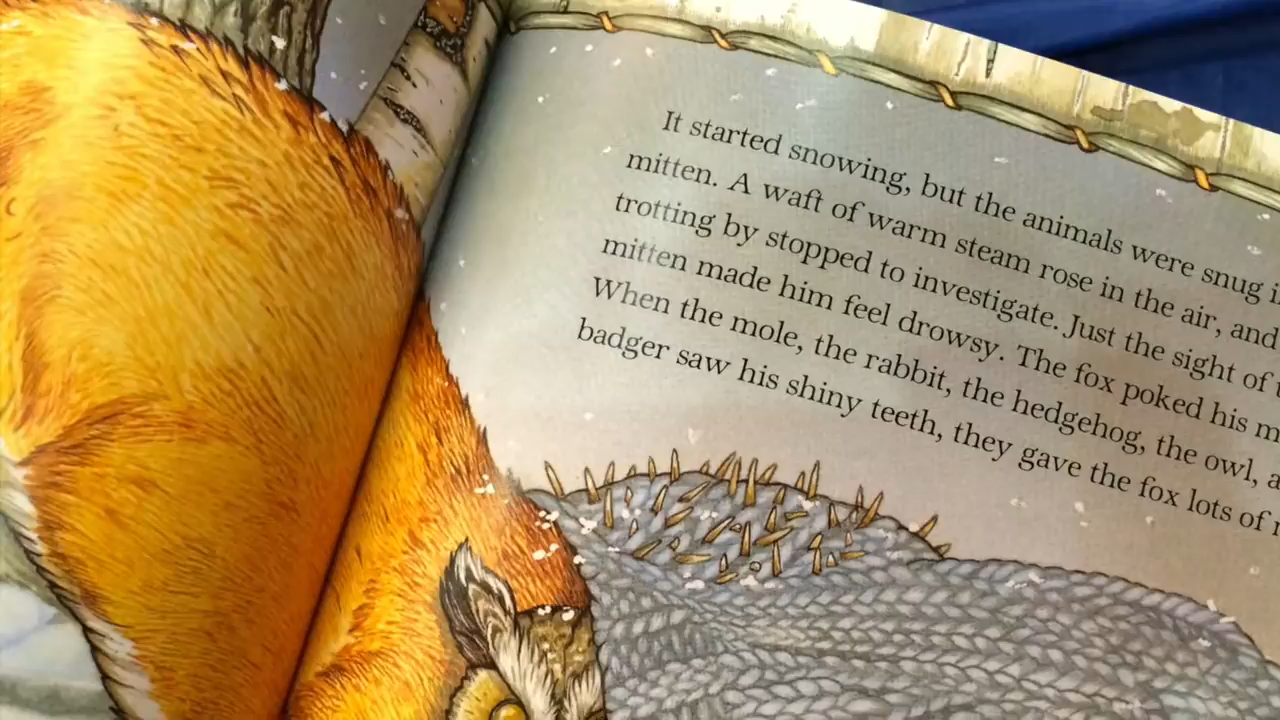 It started snowing, but the animals were snug
mitten. A waft of warm steam rose in the air, and
trotting by stopped to investigate. Just the sight of
mitten made him feel drowsy. The fox poked his
When the mole, the rabbit, the hedgehog, the owl,
badger saw his shiny teeth, they gave the fox lots of